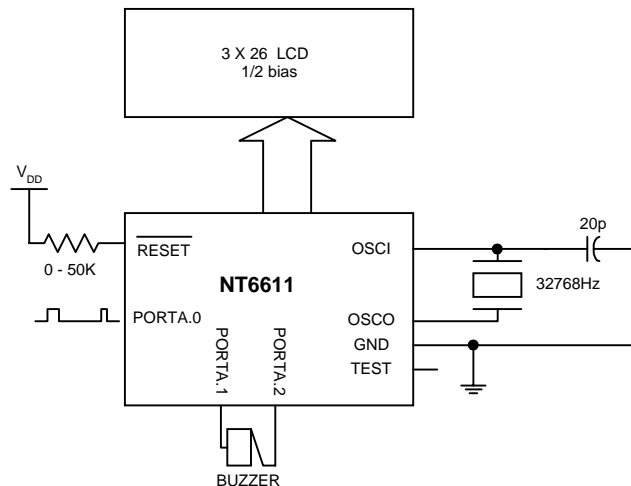 3 X 26 LCD
1/2 bias
VDD
RESET
0 - 50K
PORTA.0
NT6611
PORTA.1
PORTA.2
OSCI
OSCO
GND
TEST
20p
32768Hz
BUZZER